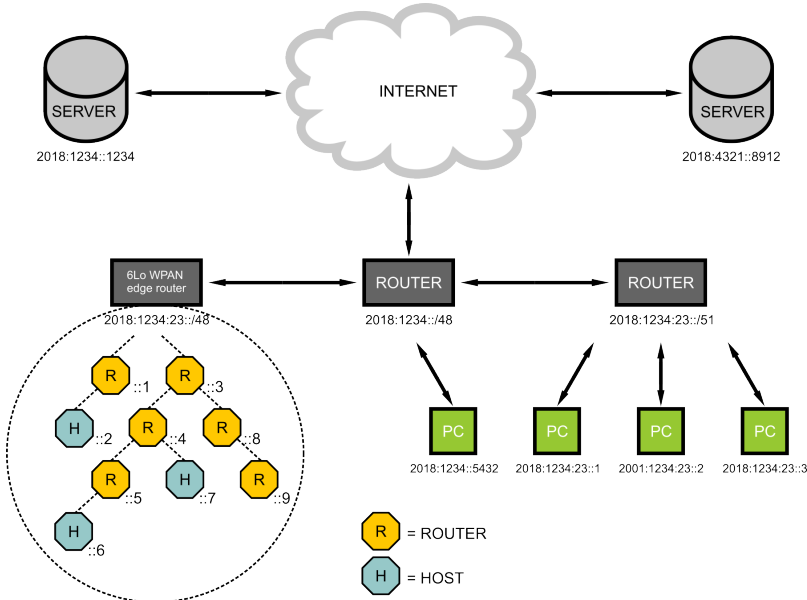 INTERNET
SERVER
SERVER
2018:1234::1234
2018:4321::8912
6Lo WPAN
edge router
ROUTER
ROUTER
2018:1234:23::/48
2018:1234::/48
2018:1234:23::/51
R
::1
R
::3
H
::2
R
::4
R
::8
PC
PC
PC
PC
2018:1234::5432
2018:1234:23::1
2001:1234:23::2
2018:1234:23::3
R
::5
H
::7
R
::9
H
::6
R
= ROUTER
H
= HOST